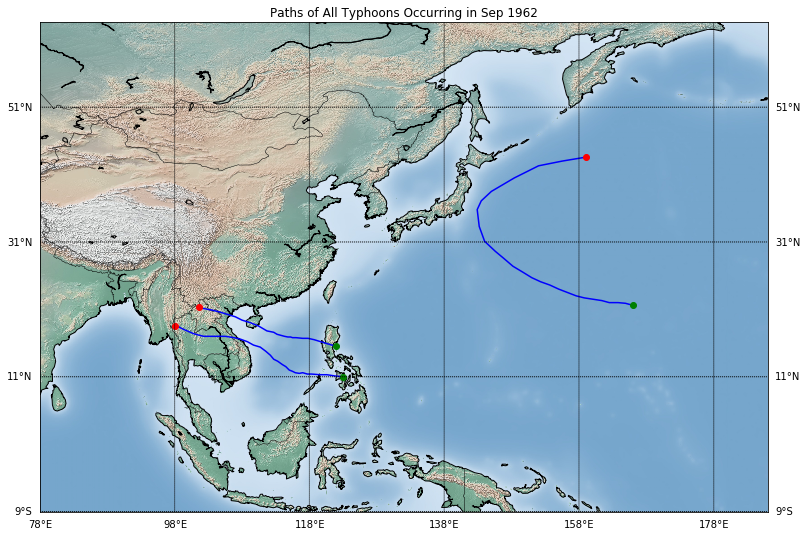 Paths of All Typhoons Occurring in Sep 1962
51°N 51°N
31°N 31°N
11°N 11°N
9°S 9°S
78°E 98°E 118°E 138°E 158°E 178°E